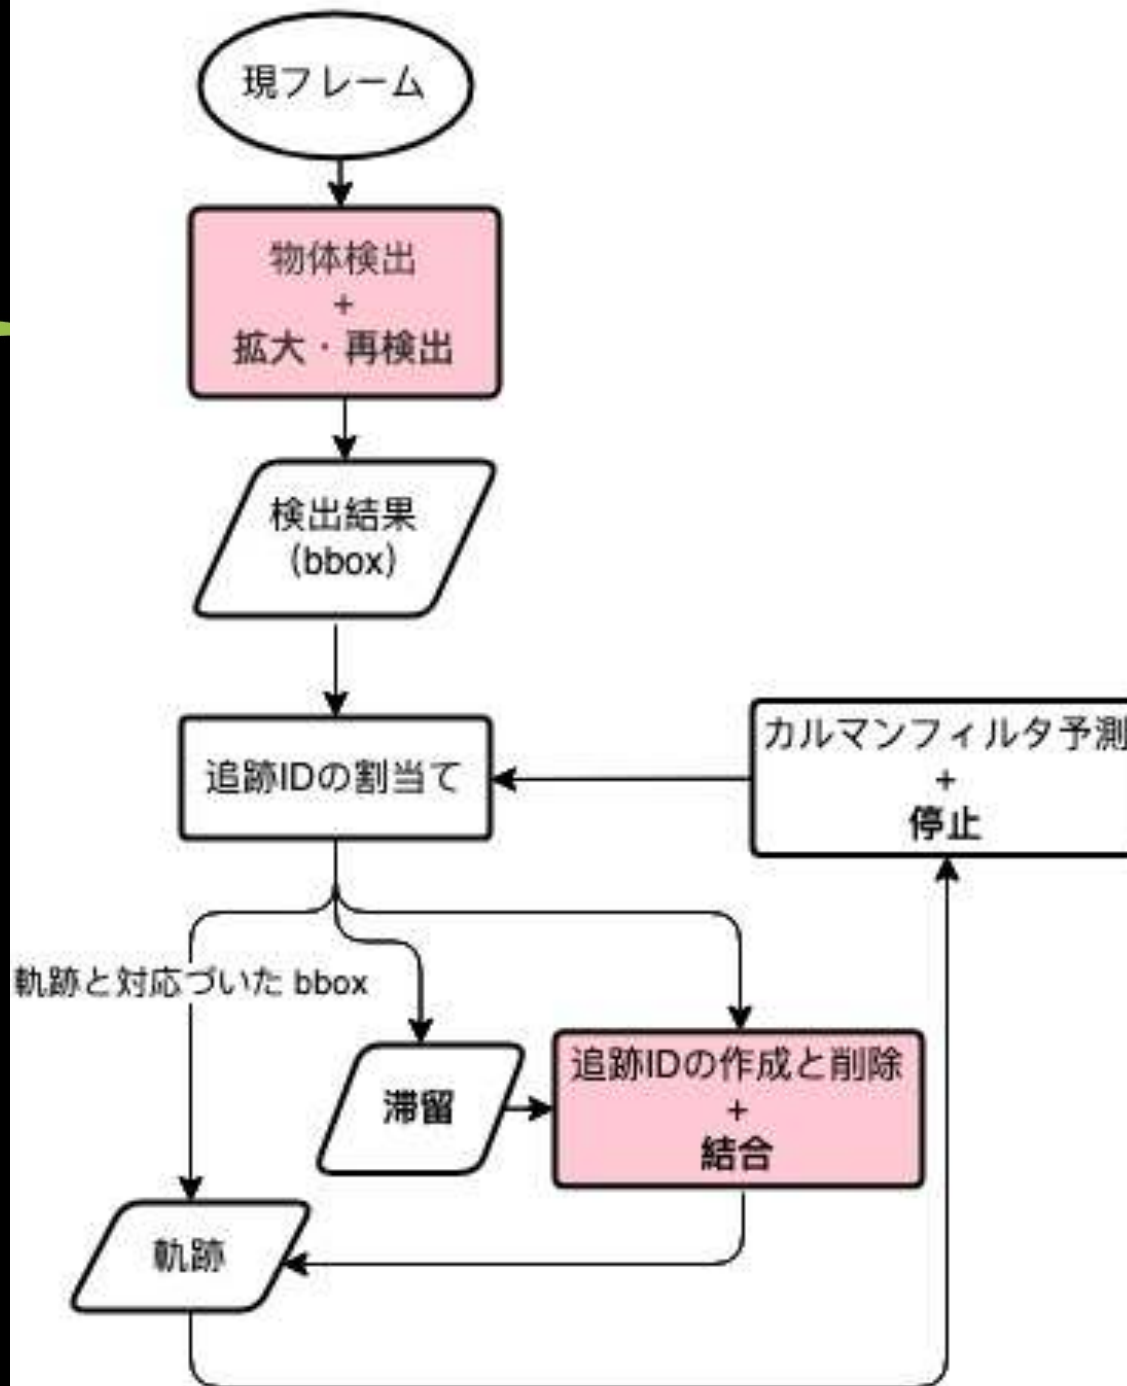 現フレーム
物体検出
+
拡大・再検出
検出結果
(bbox)
追跡IDの割当て
カルマンフィルタ予測
+
停止
軌跡と対応づいた bbox
滞留
追跡IDの作成と削除
+
結合
軌跡